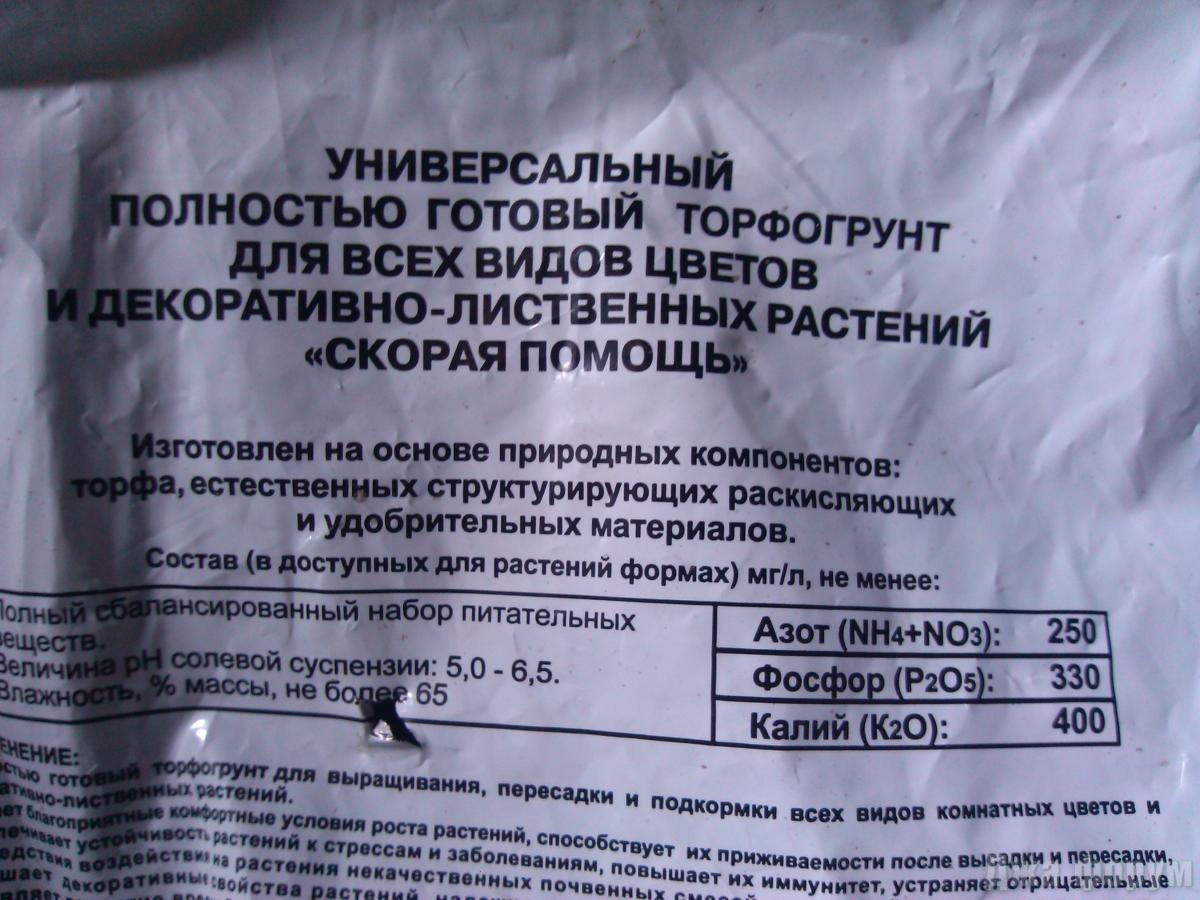 УНИВЕРСАЛЬНЫЙ
ПОЛНОСТЬЮ ГОТОВЫЙ ТОРФОГРУНТ
ДЛЯ ВСЕХ ВИДОВ ЦВЕТОВ
И ДЕКОРАТИВНО-ЛИСТВЕННЫХ РАСТЕНИЙ
«СКОРАЯ ПОМОЩЬ»
Изготовлен на основе природных компонентов:
торфа, естественных структурирующих раскисляющих
и удобрительных материалов.
Состав (в доступных для растений формах) мг/л, не менее:
Полный сбалансированный набор питательных
веществ.
Величина pH солевой суспензии: 5,0 - 6,5.
Влажность, % массы, не более 65
Азот (NH4+NO3): 250
Фосфор (P2O5): 330
Калий (K2O): 400
ЕНЕНИЕ:
стью готовый торфогрунт для выращивания, пересадки и подкормки всех видов комнатных цветов и
ативно-лиственных растений.
ет благоприятные комфортные условия роста растений, способствует их приживаемости после высадки и пересадки,
печивает устойчивость растений к стрессам и заболеваниям, повышает их иммунитет, устраняет отрицательные
едствия воздействия на растения некачественных почвенных смесей
шает декоративные свойства растений